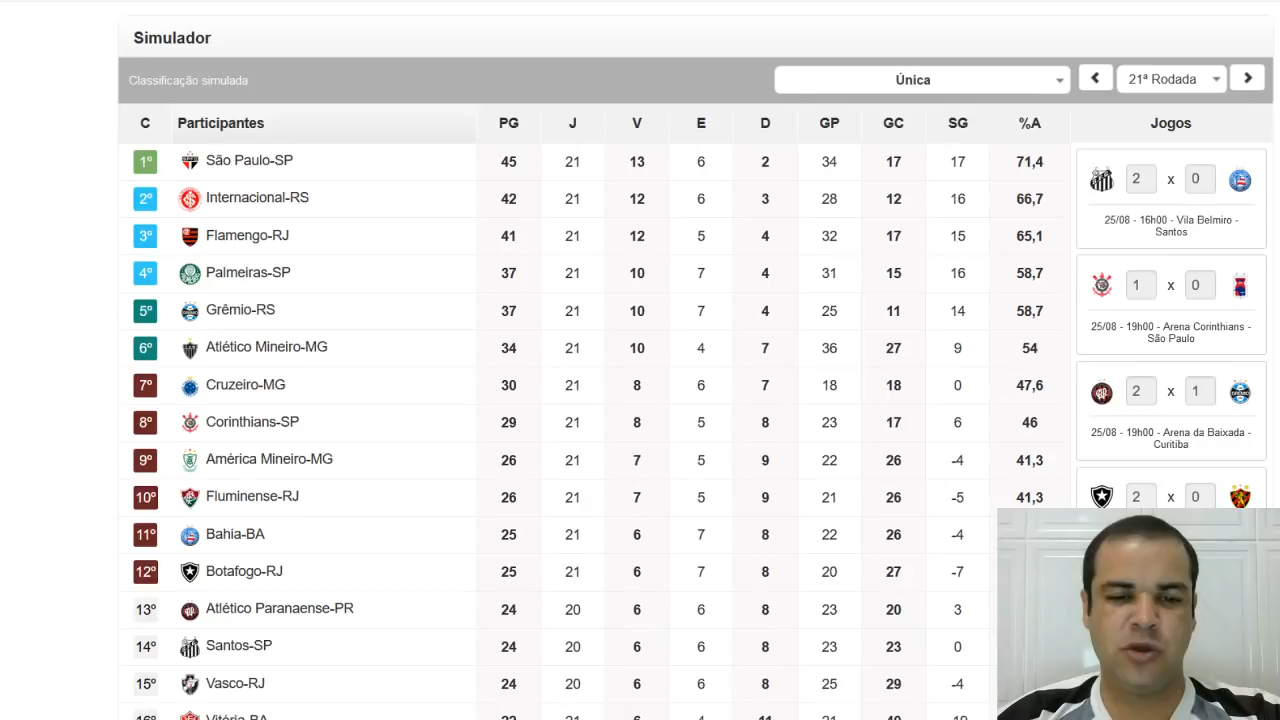 Simulador
Classificação simulada Única 21ª Rodada
C Participantes PG J V E D GP GC SG %A Jogos
1º São Paulo-SP 45 21 13 6 2 34 17 17 71,4
2º Internacional-RS 42 21 12 6 3 28 12 16 66,7
3º Flamengo-RJ 41 21 12 5 4 32 17 15 65,1
4º Palmeiras-SP 37 21 10 7 4 31 15 16 58,7
5º Grêmio-RS 37 21 10 7 4 25 11 14 58,7
6º Atlético Mineiro-MG 34 21 10 4 7 36 27 9 54
7º Cruzeiro-MG 30 21 8 6 7 18 18 0 47,6
8º Corinthians-SP 29 21 8 5 8 23 17 6 46
9º América Mineiro-MG 26 21 7 5 9 22 26 -4 41,3
10º Fluminense-RJ 26 21 7 5 9 21 26 -5 41,3
11º Bahia-BA 25 21 6 7 8 22 26 -4
12º Botafogo-RJ 25 21 6 7 8 20 27 -7
13º Atlético Paranaense-PR 24 20 6 6 8 23 20 3
14º Santos-SP 24 20 6 6 8 23 23 0
15º Vasco-RJ 24 20 6 6 8 25 29 -4
16º Vitória-BA 21 6 4 11 21 40 -19
2 x 0
25/08 - 16h00 - Vila Belmiro -
Santos
1 x 0
25/08 - 19h00 - Arena Corinthians -
São Paulo
2 x 1
25/08 - 19h00 - Arena da Baixada -
Curitiba
2 x 0